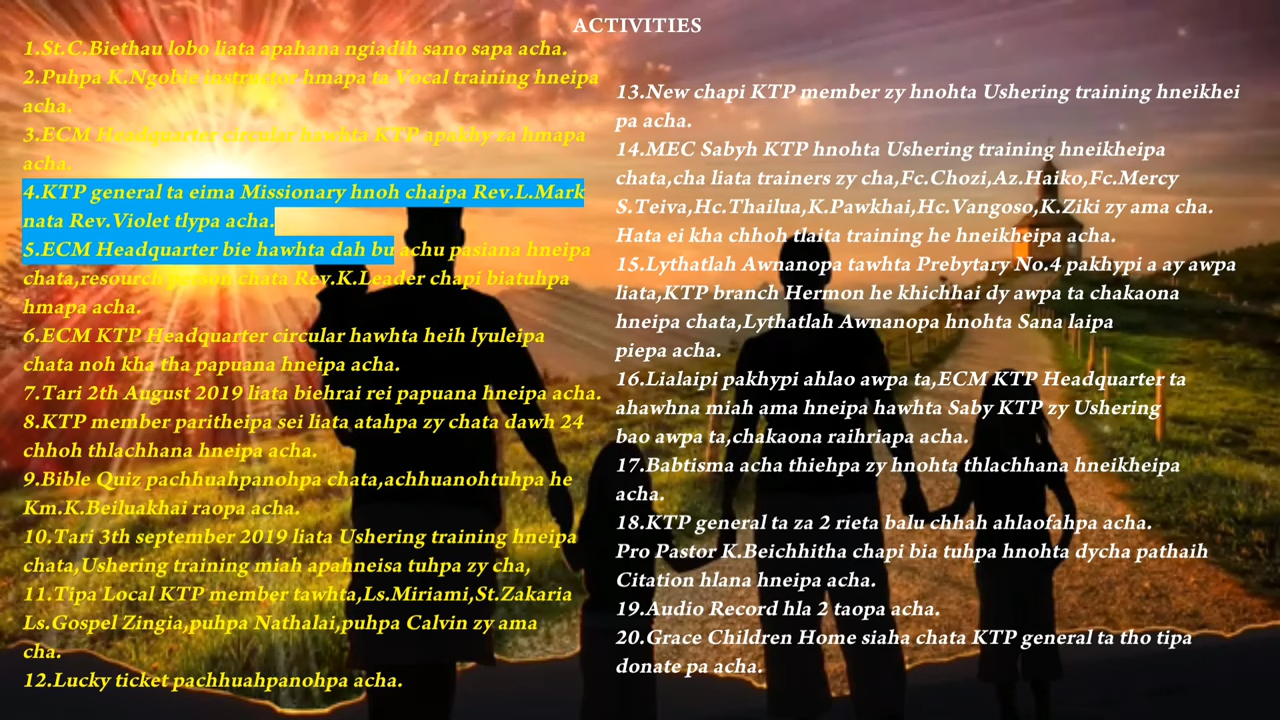 ACTIVITIES
1.St.C.Biethau lobo liata apahana ngiadih sano sapa acha.
2.Puhpa K.Ngobie instructor hmapa ta Vocal training hneipa
acha.
3.ECM Headquarter circular hawhta KTP apakhy za hmapa
acha.
4.KTP general ta eima Missionary hnoh chaipa Rev.L.Mark
nata Rev.Violet tlypa acha.
5.ECM Headquarter bie hawhta dah bu achu pasiana hneipa
chata,resourch person chata Rev.K.Leader chapi biatuhpa
hmapa acha.
6.ECM KTP Headquarter circular hawhta heih lyuleipa
chata noh kha tha papuana hneipa acha.
7.Tari 2th August 2019 liata biehrai rei papuana hneipa acha.
8.KTP member paritheipa sei liata atahpa zy chata dawh 24
chhoh thlachhana hneipa acha.
9.Bible Quiz pachhuahpanohpa chata,achhuanohtuhpa he
Km.K.Beiluakhai raopa acha.
10.Tari 3th september 2019 liata Ushering training hneipa
chata,Ushering training miah apahneisa tuhpa zy cha,
11.Tipa Local KTP member tawhta,Ls.Miriami,St.Zakaria
Ls.Gospel Zingia,puhpa Nathalai,puhpa Calvin zy ama
cha.
12.Lucky ticket pachhuahpanohpa acha.
13.New chapi KTP member zy hnohta Ushering training hneikhei
pa acha.
14.MEC Sabyh KTP hnohta Ushering training hneikheipa
chata,cha liata trainers zy cha,Fc.Chozi,Az.Haiko,Fc.Mercy
S.Teiva,Hc.Thailua,K.Pawkhai,Hc.Vangoso,K.Ziki zy ama cha.
Hata ei kha chhoh tlaita training he hneikheipa acha.
15.Lythatlah Awnanopa tawhta Prebytary No.4 pakhypi a ay awpa
liata,KTP branch Hermon he khichhai dy awpa ta chakaona
hneipa chata,Lythatlah Awnanopa hnohta Sana laipa
piepa acha.
16.Lialaipi pakhypi ahlao awpa ta,ECM KTP Headquarter ta
ahawhna miah ama hneipa hawhta Saby KTP zy Ushering
bao awpa ta,chakaona raihriapa acha.
17.Babtisma acha thiehpa zy hnohta thlachhana hneikheipa
acha.
18.KTP general ta za 2 rieta balu chhah ahlaofahpa acha.
Pro Pastor K.Beichhitha chapi bia tuhpa hnohta dycha pathaih
Citation hlana hneipa acha.
19.Audio Record hla 2 taopa acha.
20.Grace Children Home siaha chata KTP general ta tho tipa
donate pa acha.